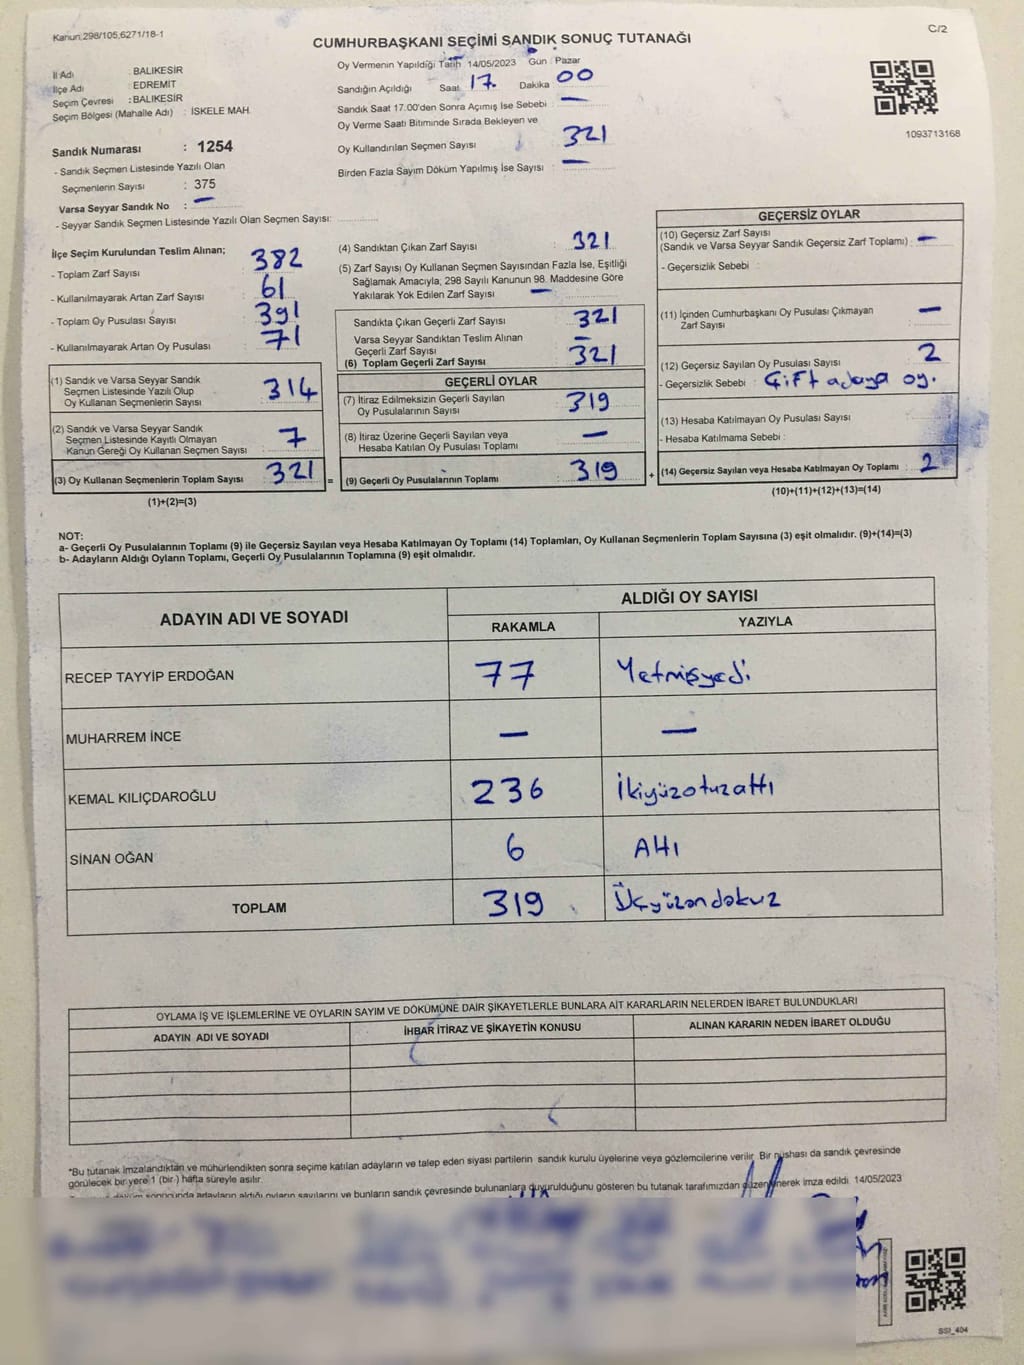 Kanun:298/105,6271/18-1
C/2
CUMHURBAŞKANI SEÇİMİ SANDIK SONUÇ TUTANAĞI
İl Adı : BALIKESİR
İlçe Adı : EDREMİT
Seçim Çevresi : BALIKESİR
Seçim Bölgesi (Mahalle Adı) : İSKELE MAH.
Sandık Numarası : 1254
- Sandık Seçmen Listesinde Yazılı Olan
Seçmenlerin Sayısı : 375
Varsa Seyyar Sandık No : —
- Seyyar Sandık Seçmen Listesinde Yazılı Olan Seçmen Sayısı:
Oy Vermenin Yapıldığı Tarih 14/05/2023 Gün : Pazar
Sandığın Açıldığı Saat 17. Dakika 00
Sandık Saat 17:00'den Sonra Açımış İse Sebebi : —
Oy Verme Saati Bitiminde Sırada Bekleyen ve
Oy Kullandırılan Seçmen Sayısı : 321
Birden Fazla Sayım Döküm Yapılmış İse Sayısı : —
1093713168
İlçe Seçim Kurulundan Teslim Alınan;
- Toplam Zarf Sayısı : 382
- Kullanılmayarak Artan Zarf Sayısı : 61
- Toplam Oy Pusulası Sayısı : 391
- Kullanılmayarak Artan Oy Pusulası : 71
(1) Sandık ve Varsa Seyyar Sandık
Seçmen Listesinde Yazılı Olup
Oy Kullanan Seçmenlerin Sayısı : 314
(2) Sandık ve Varsa Seyyar Sandık
Seçmen Listesinde Kayıtlı Olmayan
Kanun Gereği Oy Kullanan Seçmen Sayısı : 7
(3) Oy Kullanan Seçmenlerin Toplam Sayısı : 321 =
(1)+(2)=(3)
(4) Sandıktan Çıkan Zarf Sayısı : 321
(5) Zarf Sayısı Oy Kullanan Seçmen Sayısından Fazla İse, Eşitliği
Sağlamak Amacıyla, 298 Sayılı Kanunun 98. Maddesine Göre
Yakılarak Yok Edilen Zarf Sayısı —
Sandıkta Çıkan Geçerli Zarf Sayısı : 321
Varsa Seyyar Sandıktan Teslim Alınan
Geçerli Zarf Sayısı : —
(6) Toplam Geçerli Zarf Sayısı : 321
GEÇERLİ OYLAR
(7) İtiraz Edilmeksizin Geçerli Sayılan
Oy Pusulalarının Sayısı : 319
(8) İtiraz Üzerine Geçerli Sayılan veya
Hesaba Katılan Oy Pusulası Toplamı : —
(9) Geçerli Oy Pusulalarının Toplamı : 319 +
GEÇERSİZ OYLAR
(10) Geçersiz Zarf Sayısı
(Sandık ve Varsa Seyyar Sandık Geçersiz Zarf Toplamı) : —
- Geçersizlik Sebebi :
(11) İçinden Cumhurbaşkanı Oy Pusulası Çıkmayan
Zarf Sayısı : —
(12) Geçersiz Sayılan Oy Pusulası Sayısı : 2
- Geçersizlik Sebebi : Çift adaya oy.
(13) Hesaba Katılmayan Oy Pusulası Sayısı :
- Hesaba Katılmama Sebebi :
(14) Geçersiz Sayılan veya Hesaba Katılmayan Oy Toplamı : 2
(10)+(11)+(12)+(13)=(14)
NOT:
a- Geçerli Oy Pusulalarının Toplamı (9) ile Geçersiz Sayılan veya Hesaba Katılmayan Oy Toplamı (14) Toplamları, Oy Kullanan Seçmenlerin Toplam Sayısına (3) eşit olmalıdır. (9)+(14)=(3)
b- Adayların Aldığı Oyların Toplamı, Geçerli Oy Pusulalarının Toplamına (9) eşit olmalıdır.
ADAYIN ADI VE SOYADI
ALDIĞI OY SAYISI
RAKAMLA YAZIYLA
RECEP TAYYİP ERDOĞAN 77 Yetmişyedi
MUHARREM İNCE — —
KEMAL KILIÇDAROĞLU 236 İkiyüzotuzaltı
SİNAN OĞAN 6 Altı
TOPLAM 319 Üçyüzondokuz
OYLAMA İŞ VE İŞLEMLERİNE VE OYLARIN SAYIM VE DÖKÜMÜNE DAİR ŞİKAYETLERLE BUNLARA AİT KARARLARIN NELERDEN İBARET BULUNDUKLARI
ADAYIN ADI VE SOYADI İHBAR İTİRAZ VE ŞİKAYETİN KONUSU ALINAN KARARIN NEDEN İBARET OLDUĞU
*Bu tutanak imzalandıktan ve mühürlendikten sonra seçime katılan adayların ve talep eden siyasi partilerin sandık kurulu üyelerine veya gözlemcilerine verilir. Bir nüshası da sandık çevresinde
görülecek bir yere 1 (bir) hafta süreyle asılır.
sonucunda adayların aldığı oyların sayılarını ve bunların sandık çevresinde bulunanlara duyurulduğunu gösteren bu tutanak tarafımızdan düzenlenerek imza edildi. 14/05/2023
SSI_404